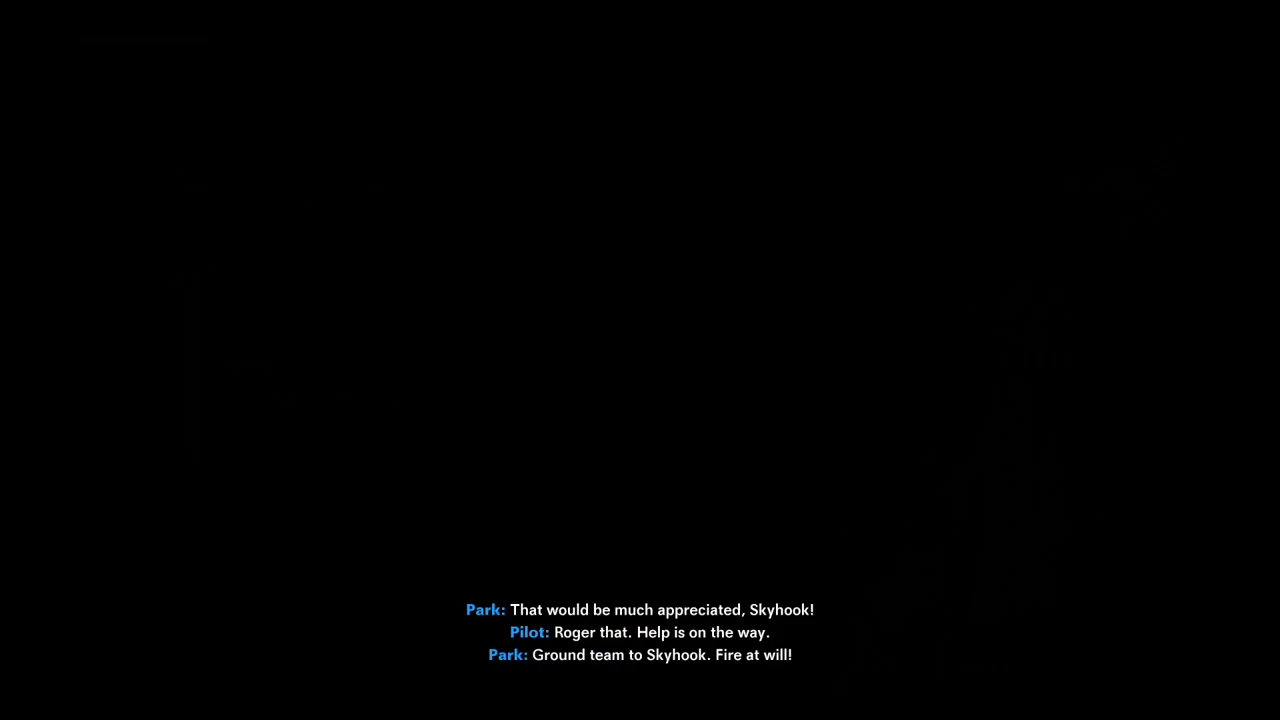 Park: That would be much appreciated, Skyhook!
Pilot: Roger that. Help is on the way.
Park: Ground team to Skyhook. Fire at will!